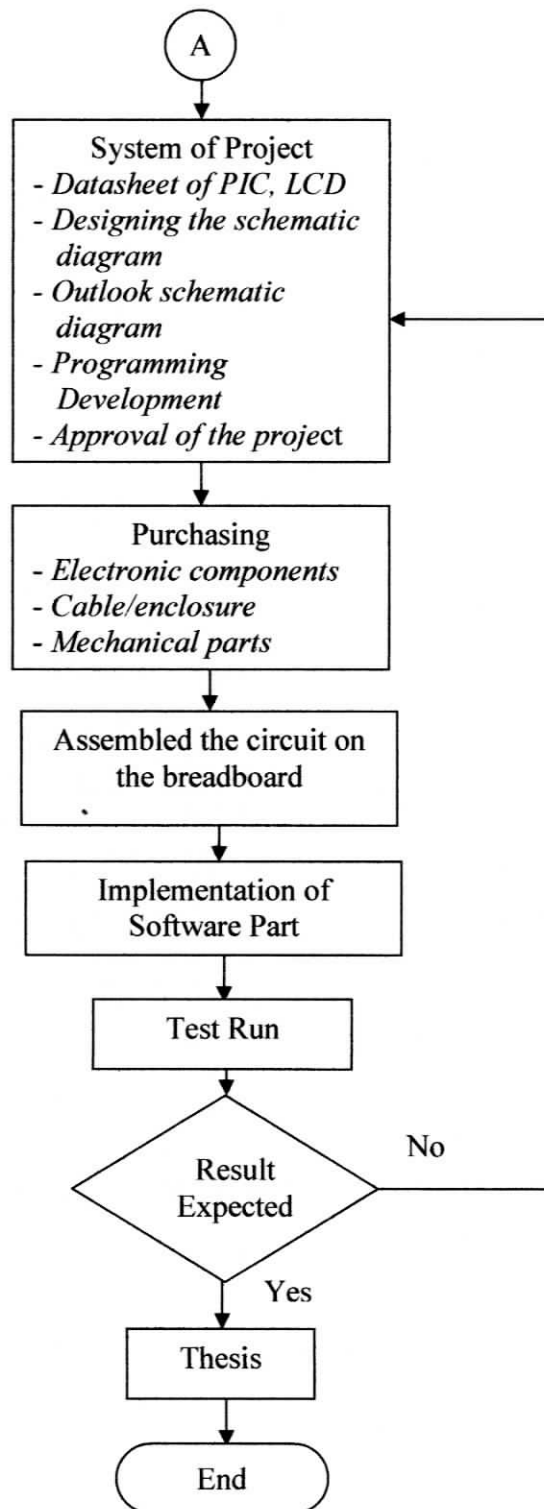 A
System of Project
- Datasheet of PIC, LCD
- Designing the schematic
diagram
- Outlook schematic
diagram
- Programming
Development
- Approval of the project
Purchasing
- Electronic components
- Cable/enclosure
- Mechanical parts
Assembled the circuit on
the breadboard
Implementation of
Software Part
Test Run
Result
Expected
No
Yes
Thesis
End